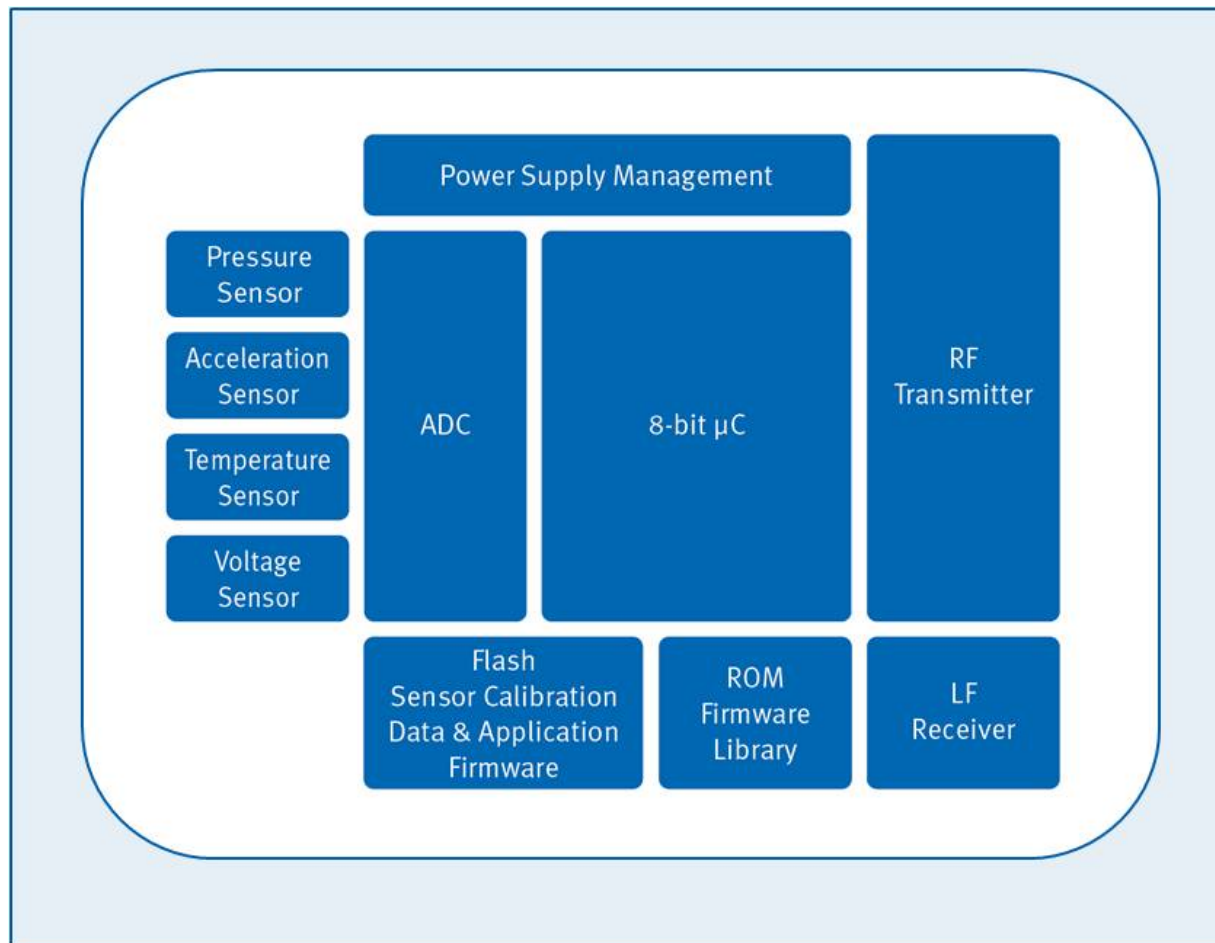 Power Supply Management
Pressure
Sensor
Acceleration
Sensor
Temperature
Sensor
Voltage
Sensor
ADC
8-bit µC
RF
Transmitter
Flash
Sensor Calibration
Data & Application
Firmware
ROM
Firmware
Library
LF
Receiver